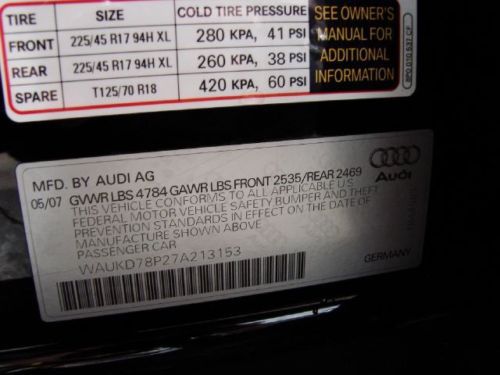 TIRE SIZE COLD TIRE PRESSURE
FRONT 225/45 R17 94H XL 280 KPA, 41 PSI
REAR 225/45 R17 94H XL 260 KPA, 38 PSI
SPARE T125/70 R18 420 KPA, 60 PSI
SEE OWNER'S
MANUAL FOR
ADDITIONAL
INFORMATION
8P0 010 532 CF
MFD. BY AUDI AG
05/07 GVWR LBS 4784 GAWR LBS FRONT 2535/REAR 2469
THIS VEHICLE CONFORMS TO ALL APPLICABLE U.S.
FEDERAL MOTOR VEHICLE SAFETY BUMPER AND THEFT
PREVENTION STANDARDS IN EFFECT ON THE DATE OF
MANUFACTURE SHOWN ABOVE
PASSENGER CAR
WAUKD78P27A213153
Audi
GERMANY